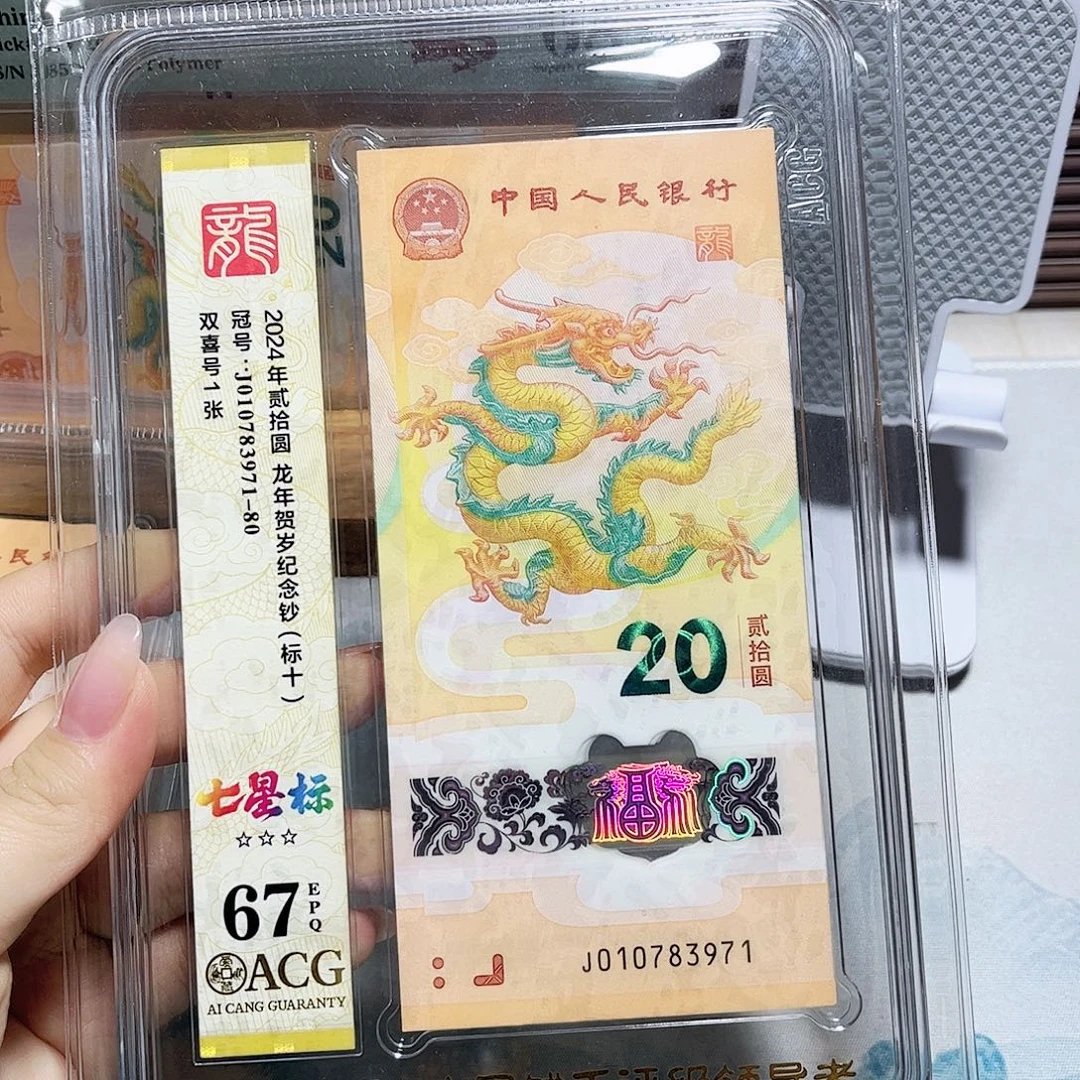 S/N
Polymer
ACG
龍
2024年贰拾圆 龙年贺岁纪念钞(标十)
冠号:J010783971-80
双喜号1张
七星标
☆☆☆
67 EPQ
ACG
AI CANG GUARANTY
中国人民银行
龍
20 贰拾圆
J010783971
20